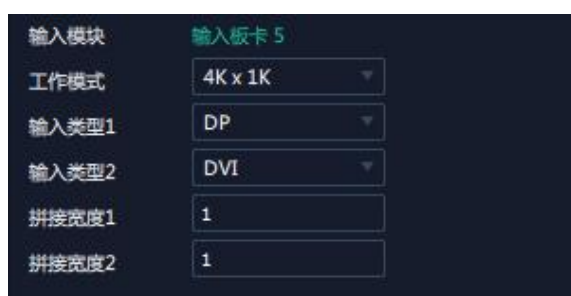 输入模块 输入板卡 5
工作模式 4K x 1K
输入类型1 DP
输入类型2 DVI
拼接宽度1 1
拼接宽度2 1